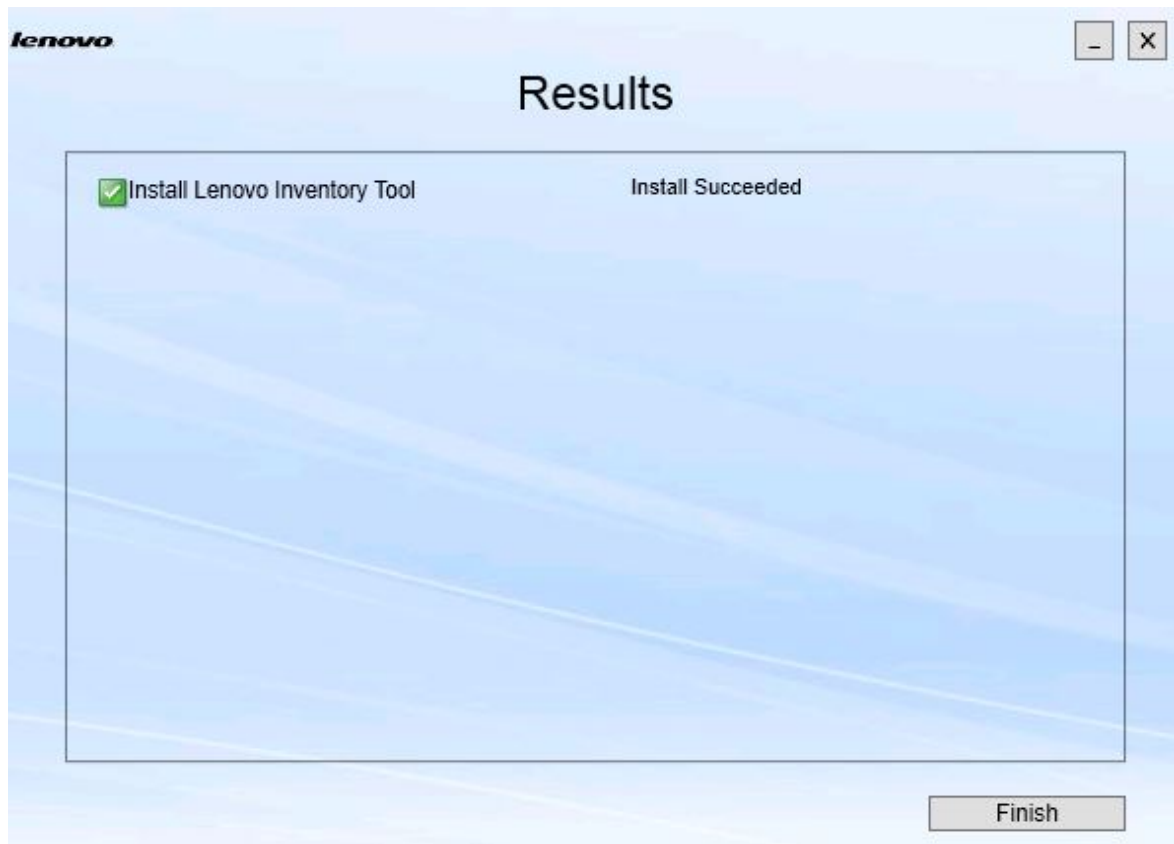 lenovo
_ X
Results
Install Lenovo Inventory Tool Install Succeeded
Finish